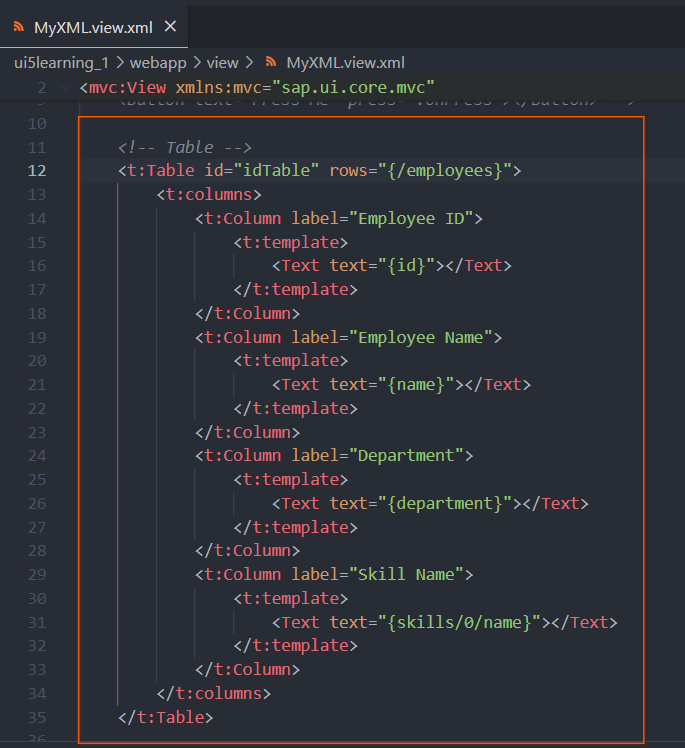 MyXML.view.xml ×
ui5learning_1 > webapp > view > MyXML.view.xml
2 <mvc:View xmlns:mvc="sap.ui.core.mvc"
10
11 <!-- Table -->
12 <t:Table id="idTable" rows="{/employees}">
13 <t:columns>
14 <t:Column label="Employee ID">
15 <t:template>
16 <Text text="{id}"></Text>
17 </t:template>
18 </t:Column>
19 <t:Column label="Employee Name">
20 <t:template>
21 <Text text="{name}"></Text>
22 </t:template>
23 </t:Column>
24 <t:Column label="Department">
25 <t:template>
26 <Text text="{department}"></Text>
27 </t:template>
28 </t:Column>
29 <t:Column label="Skill Name">
30 <t:template>
31 <Text text="{skills/0/name}"></Text>
32 </t:template>
33 </t:Column>
34 </t:columns>
35 </t:Table>
36